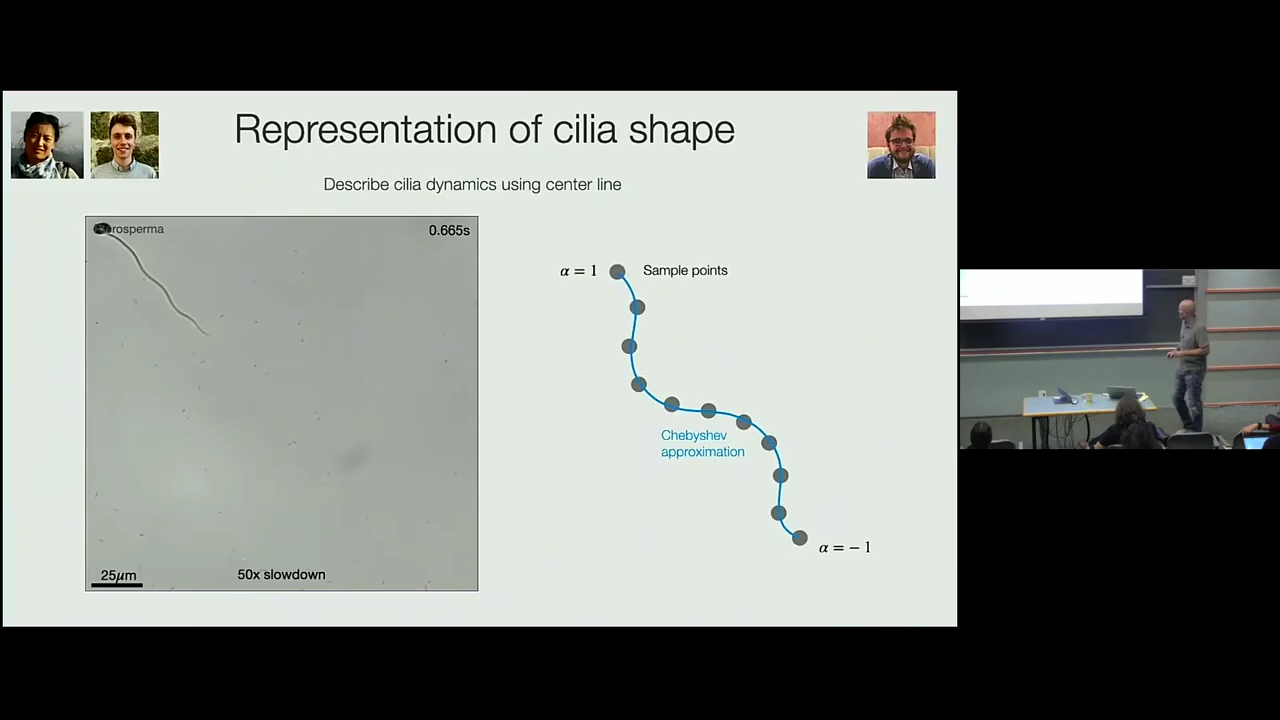 Representation of cilia shape
Describe cilia dynamics using center line
0.665s
α = 1
Sample points
Chebyshev
approximation
α = − 1
25μm
50x slowdown